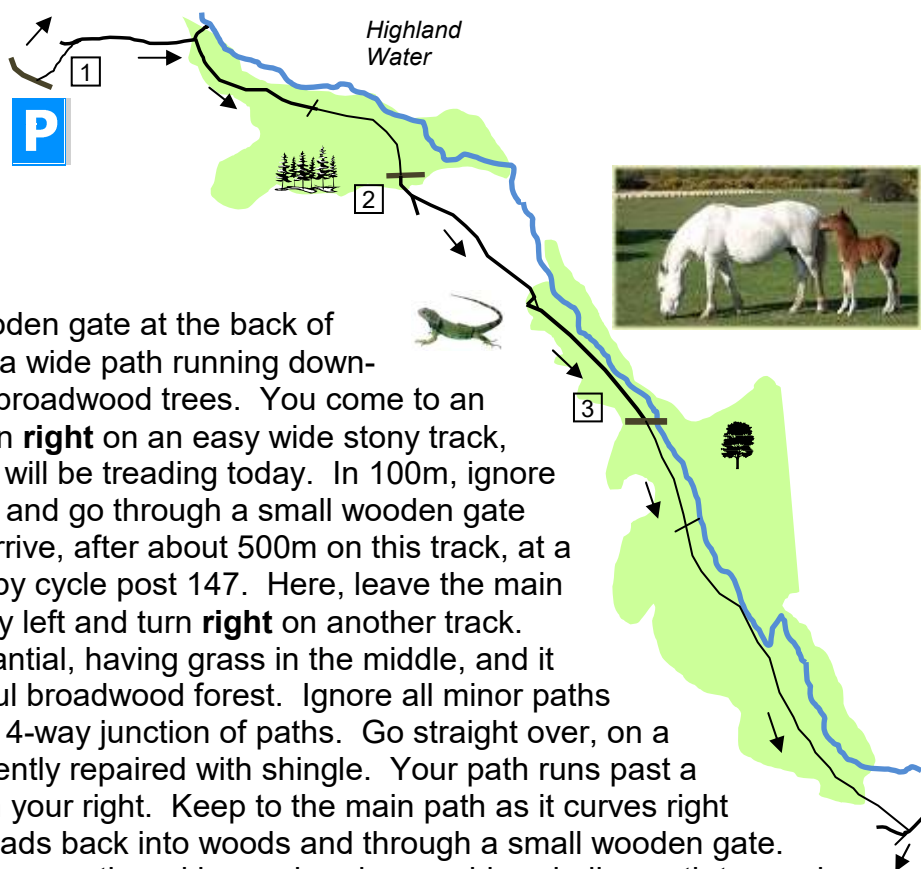 Highland
Water
1
P
2
3
oden gate at the back of
a wide path running down-
broadwood trees. You come to an
n right on an easy wide stony track,
will be treading today. In 100m, ignore
and go through a small wooden gate
rrive, after about 500m on this track, at a
by cycle post 147. Here, leave the main
y left and turn right on another track.
antial, having grass in the middle, and it
ul broadwood forest. Ignore all minor paths
4-way junction of paths. Go straight over, on a
ently repaired with shingle. Your path runs past a
your right. Keep to the main path as it curves right
ads back into woods and through a small wooden gate.